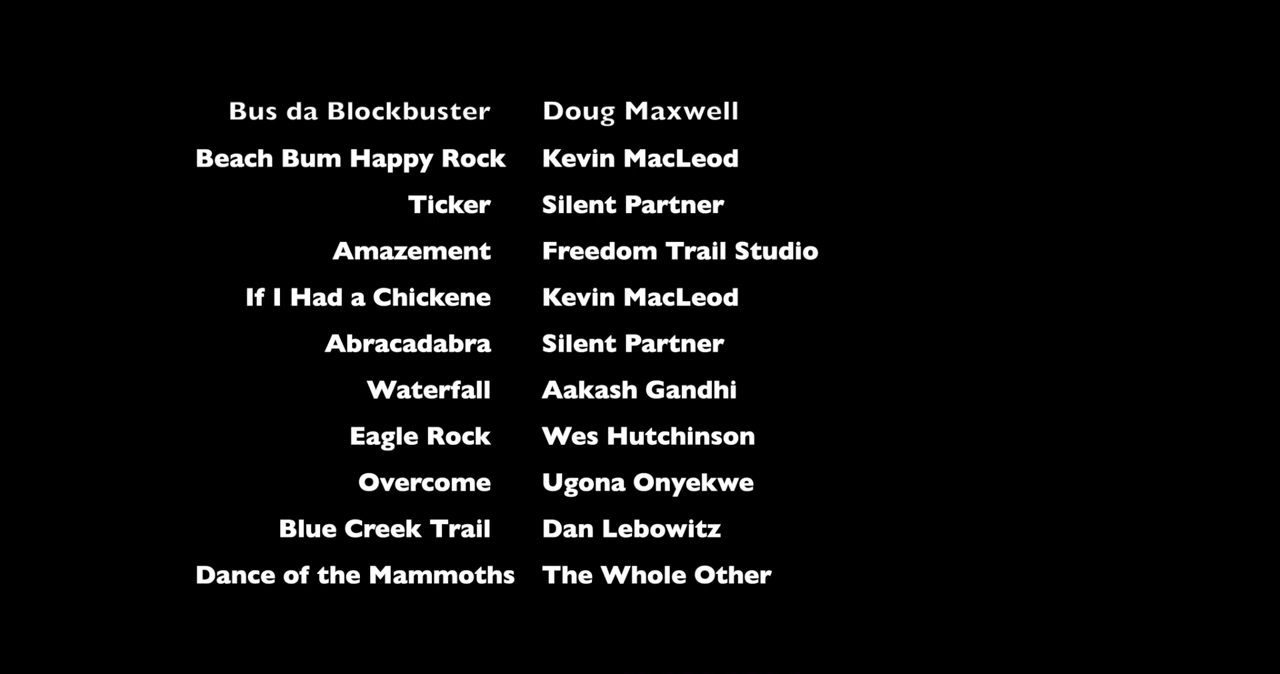 Bus da Blockbuster Doug Maxwell
Beach Bum Happy Rock Kevin MacLeod
Ticker Silent Partner
Amazement Freedom Trail Studio
If I Had a Chickene Kevin MacLeod
Abracadabra Silent Partner
Waterfall Aakash Gandhi
Eagle Rock Wes Hutchinson
Overcome Ugona Onyekwe
Blue Creek Trail Dan Lebowitz
Dance of the Mammoths The Whole Other